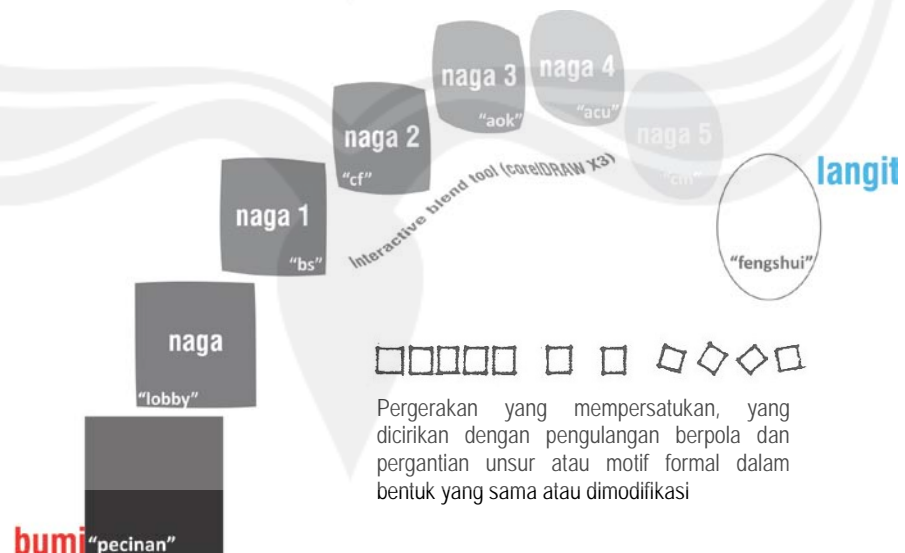 naga 3
"aok"
naga 4
"acu"
naga 2
"cf"
naga 5
"cm"
Interactive blend tool (corelDRAW X3)
langit
naga 1
"bs"
"fengshui"
naga
"lobby"
Pergerakan yang mempersatukan, yang
dicirikan dengan pengulangan berpola dan
pergantian unsur atau motif formal dalam
bentuk yang sama atau dimodifikasi
bumi "pecinan"